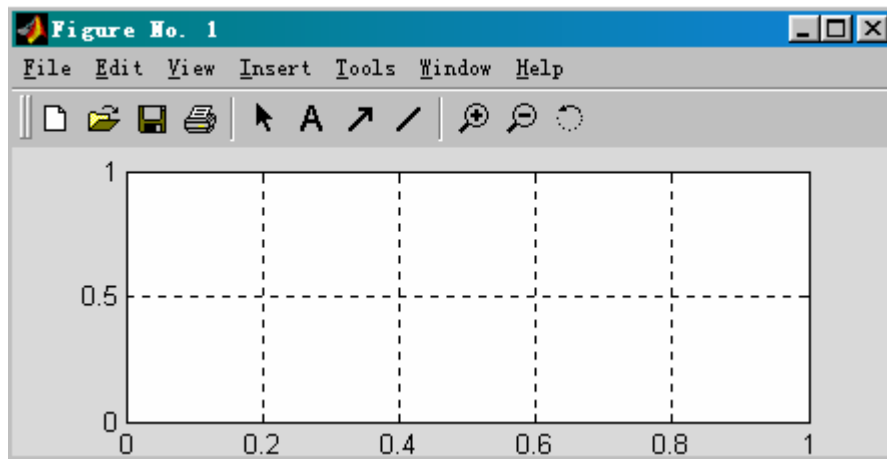 Figure No. 1
File Edit View Insert Tools Window Help
A
1
0.5
0
0 0.2 0.4 0.6 0.8 1